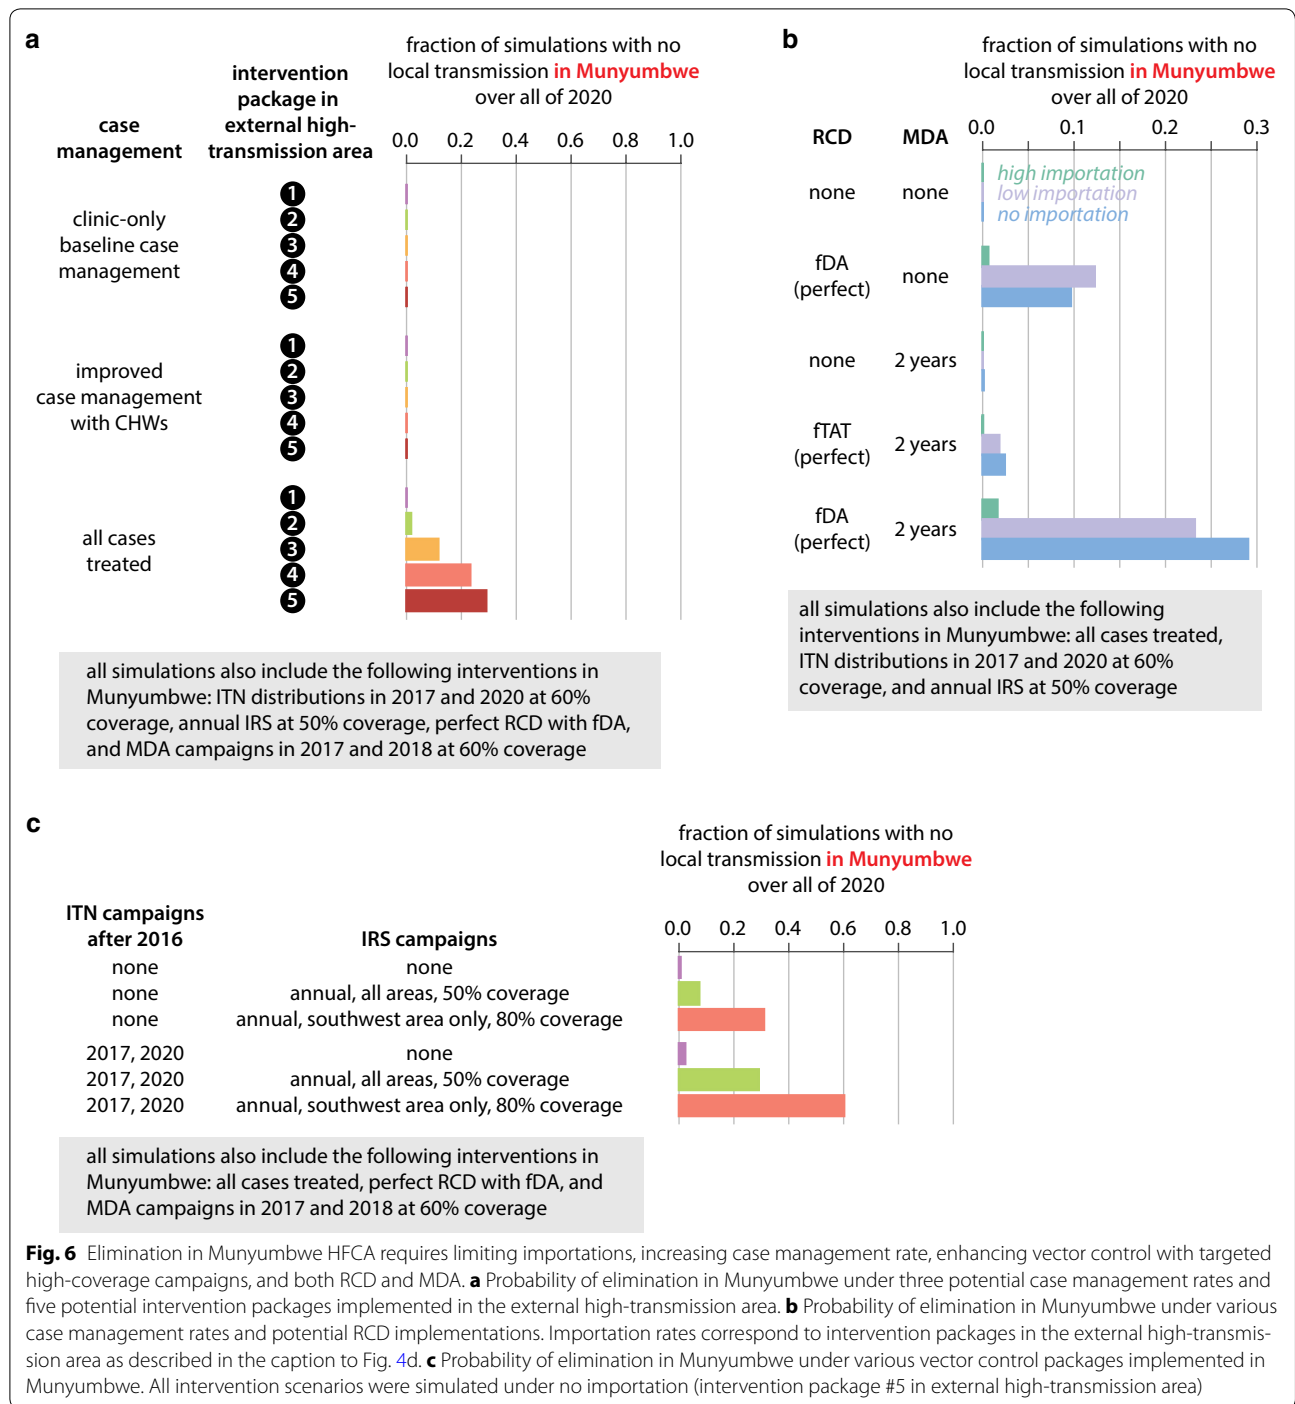 a
fraction of simulations with no
local transmission in Munyumbwe
over all of 2020
case
management
intervention
package in
external high-
transmission area
0.0 0.2 0.4 0.6 0.8 1.0
clinic-only
baseline case
management
1
2
3
4
5
improved
case management
with CHWs
1
2
3
4
5
all cases
treated
1
2
3
4
5
all simulations also include the following interventions in
Munyumbwe: ITN distributions in 2017 and 2020 at 60%
coverage, annual IRS at 50% coverage, perfect RCD with fDA,
and MDA campaigns in 2017 and 2018 at 60% coverage
b
fraction of simulations with no
local transmission in Munyumbwe
over all of 2020
RCD MDA
0.0 0.1 0.2 0.3
none none
high importation
low importation
no importation
fDA
(perfect)
none
none 2 years
fTAT
(perfect)
2 years
fDA
(perfect)
2 years
all simulations also include the following
interventions in Munyumbwe: all cases treated,
ITN distributions in 2017 and 2020 at 60%
coverage, and annual IRS at 50% coverage
c
fraction of simulations with no
local transmission in Munyumbwe
over all of 2020
ITN campaigns
after 2016
IRS campaigns
0.0 0.2 0.4 0.6 0.8 1.0
none none
none annual, all areas, 50% coverage
none annual, southwest area only, 80% coverage
2017, 2020 none
2017, 2020 annual, all areas, 50% coverage
2017, 2020 annual, southwest area only, 80% coverage
all simulations also include the following interventions in
Munyumbwe: all cases treated, perfect RCD with fDA, and
MDA campaigns in 2017 and 2018 at 60% coverage
Fig. 6 Elimination in Munyumbwe HFCA requires limiting importations, increasing case management rate, enhancing vector control with targeted
high-coverage campaigns, and both RCD and MDA. a Probability of elimination in Munyumbwe under three potential case management rates and
five potential intervention packages implemented in the external high-transmission area. b Probability of elimination in Munyumbwe under various
case management rates and potential RCD implementations. Importation rates correspond to intervention packages in the external high-transmis-
sion area as described in the caption to Fig. 4d. c Probability of elimination in Munyumbwe under various vector control packages implemented in
Munyumbwe. All intervention scenarios were simulated under no importation (intervention package #5 in external high-transmission area)